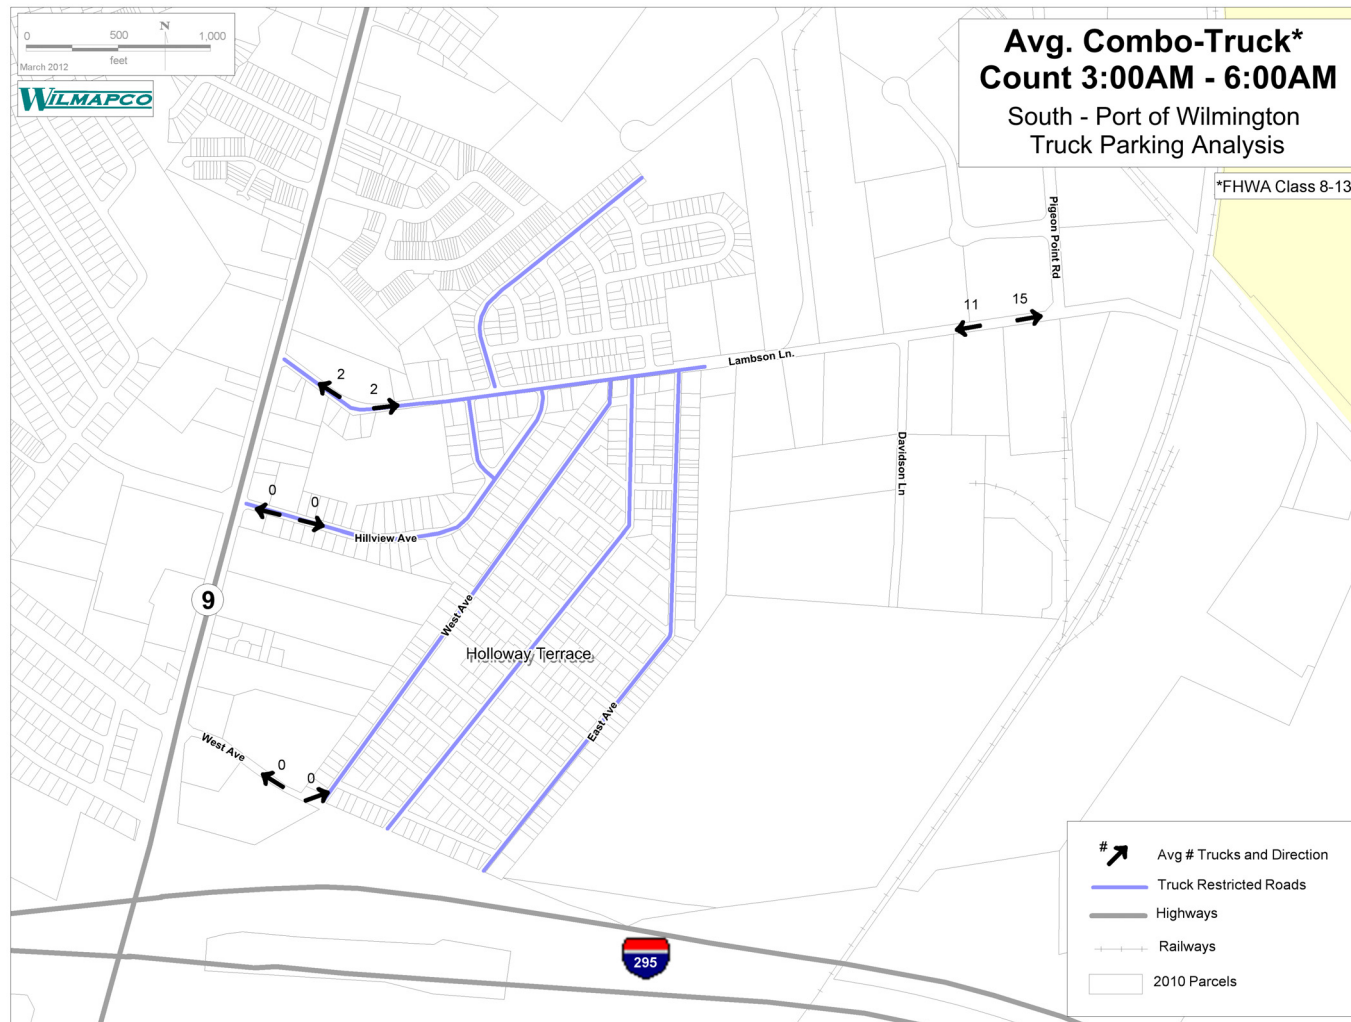 0 500 1,000
N
feet
March 2012
WILMAPCO
Avg. Combo-Truck*
Count 3:00AM - 6:00AM
South - Port of Wilmington
Truck Parking Analysis
*FHWA Class 8-13
Pigeon Point Rd
11 15
Lambson Ln.
2 2
Davidson Ln
0 0
Hillview Ave
9
West Ave
Holloway Terrace
East Ave
West Ave
0 0
295
# Avg # Trucks and Direction
Truck Restricted Roads
Highways
Railways
2010 Parcels